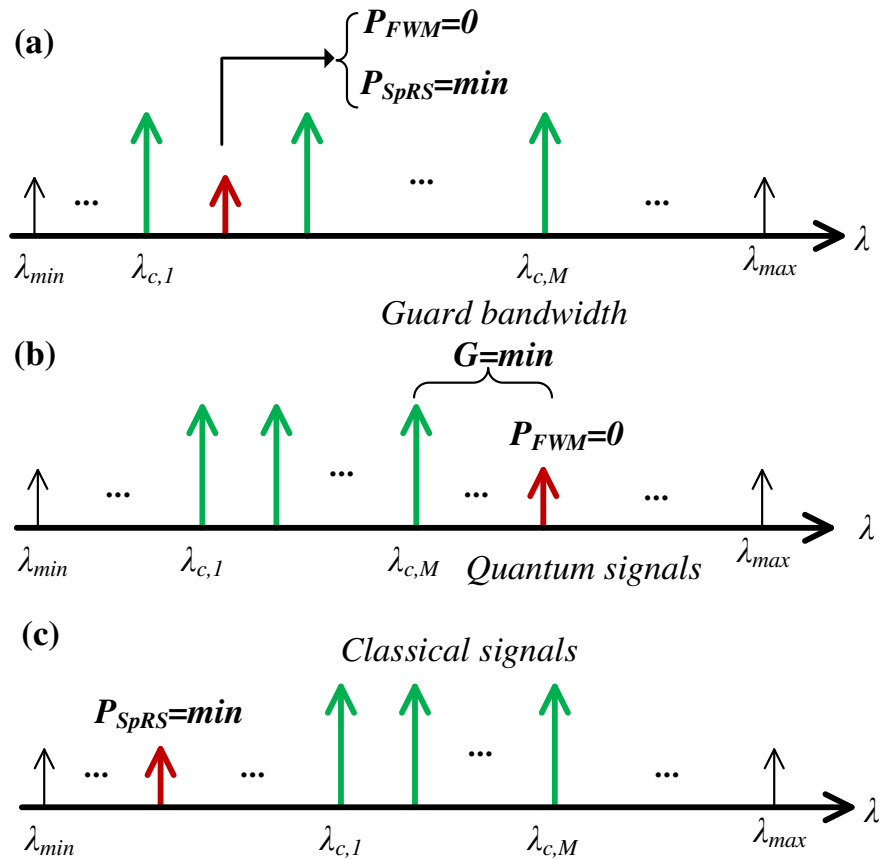 (a)
P_FWM=0
P_SpRS=min
... ... ...
λ_min λ_c,1 λ_c,M λ_max λ
Guard bandwidth
(b)
G=min
P_FWM=0
... ... ... ...
λ_min λ_c,1 λ_c,M λ_max λ
Quantum signals
(c)
Classical signals
P_SpRS=min
... ... ... ...
λ_min λ_c,1 λ_c,M λ_max λ